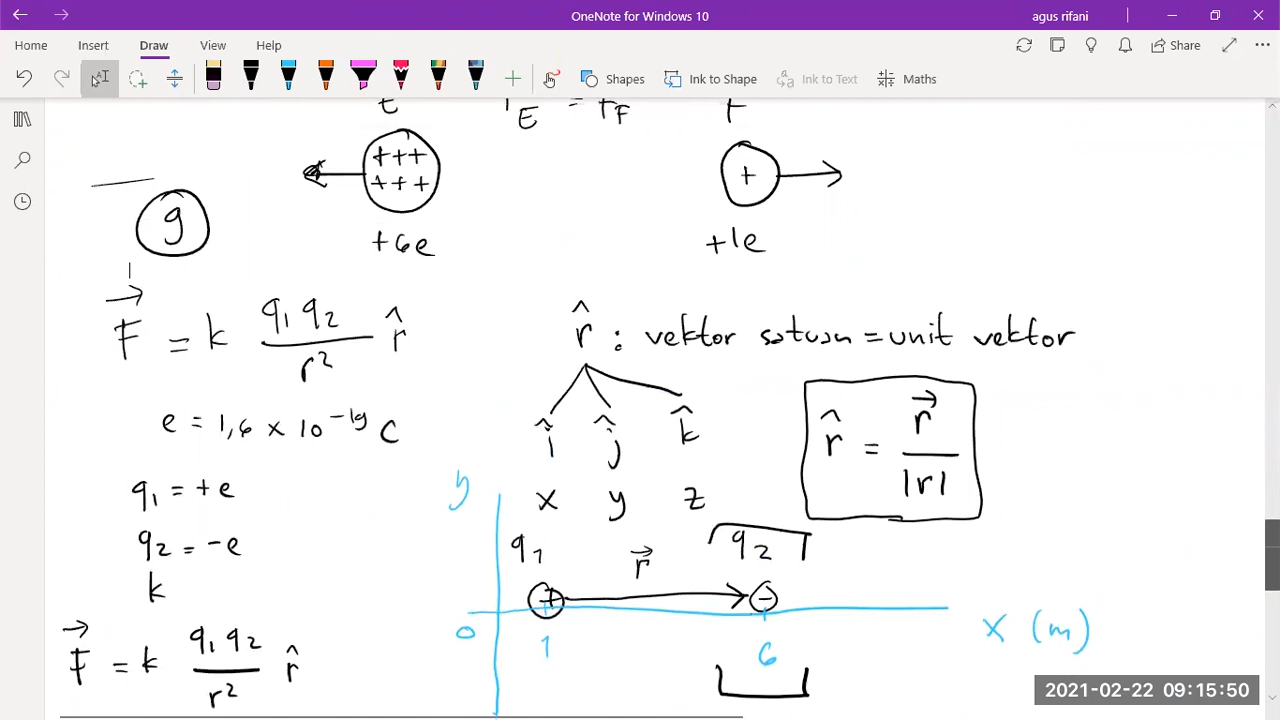 OneNote for Windows 10
agus rifani
Home Insert Draw View Help
Share
Shapes Ink to Shape Ink to Text Maths
E = F_F
+++ +
+++
+6e +1e
9
F = k q1 q2 / r² r̂
r̂ : vektor satuan = unit vektor
e = 1,6 x 10⁻¹⁹ C
î ĵ k̂
r̂ = r / |r|
q1 = +e
x y z
y
q2 = -e
q1 r q2
k
+ -
0 1 6 x (m)
F = k q1 q2 / r² r̂
2021-02-22 09:15:50